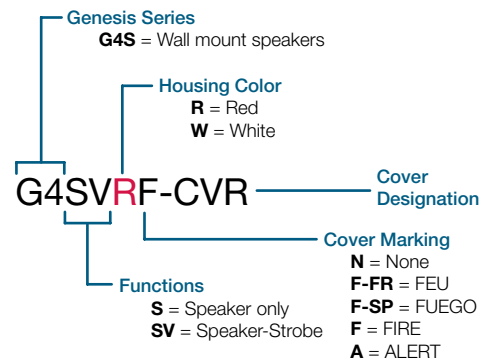 Genesis Series
G4S = Wall mount speakers
Housing Color
R = Red
W = White
G4SVRF-CVR
Cover
Designation
Cover Marking
N = None
F-FR = FEU
F-SP = FUEGO
F = FIRE
A = ALERT
Functions
S = Speaker only
SV = Speaker-Strobe